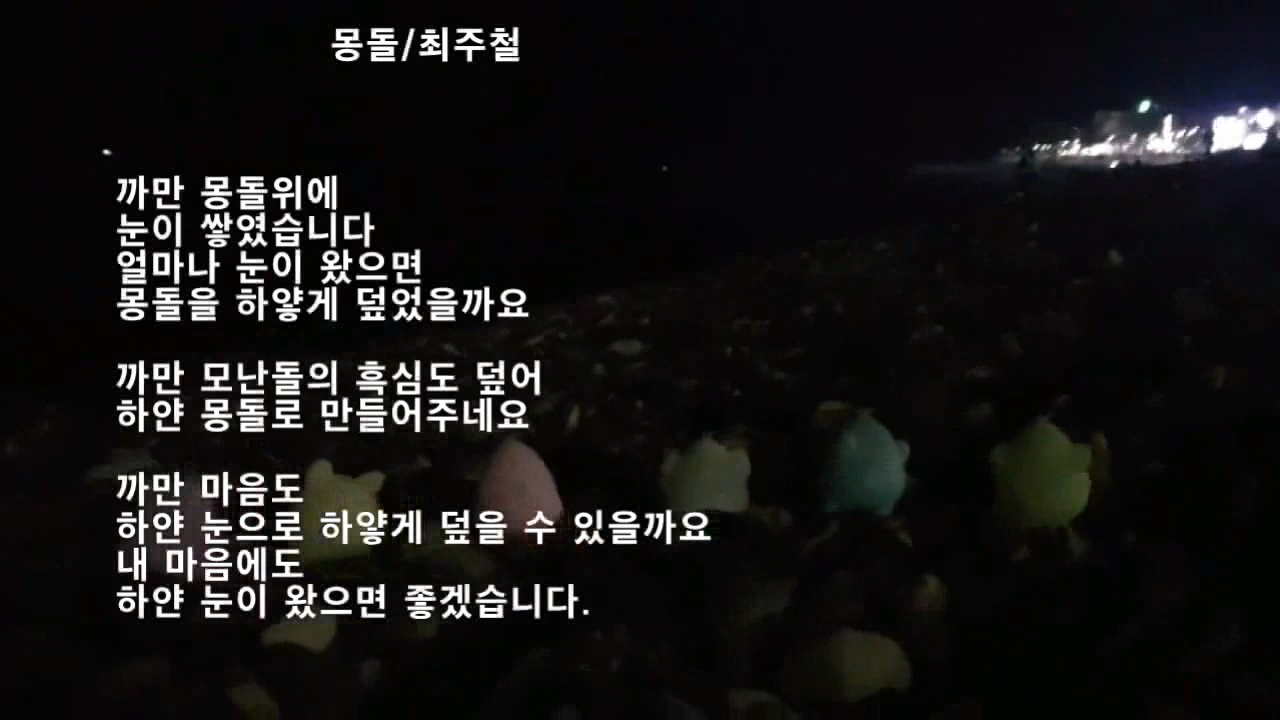 몽돌/최주철
까만 몽돌위에
눈이 쌓였습니다
얼마나 눈이 왔으면
몽돌을 하얗게 덮었을까요
까만 모난돌의 흑심도 덮어
하얀 몽돌로 만들어주네요
까만 마음도
하얀 눈으로 하얗게 덮을 수 있을까요
내 마음에도
하얀 눈이 왔으면 좋겠습니다.